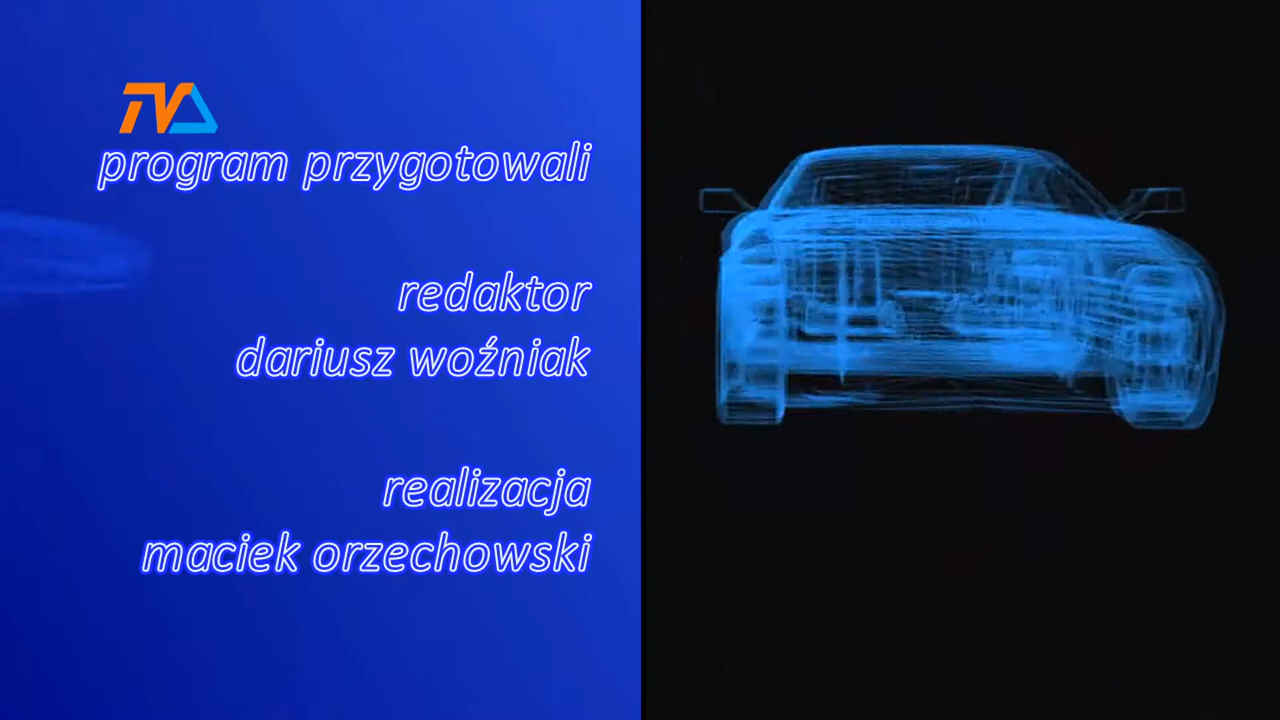 TVA
program przygotowali
redaktor
dariusz woźniak
realizacja
maciek orzechowski